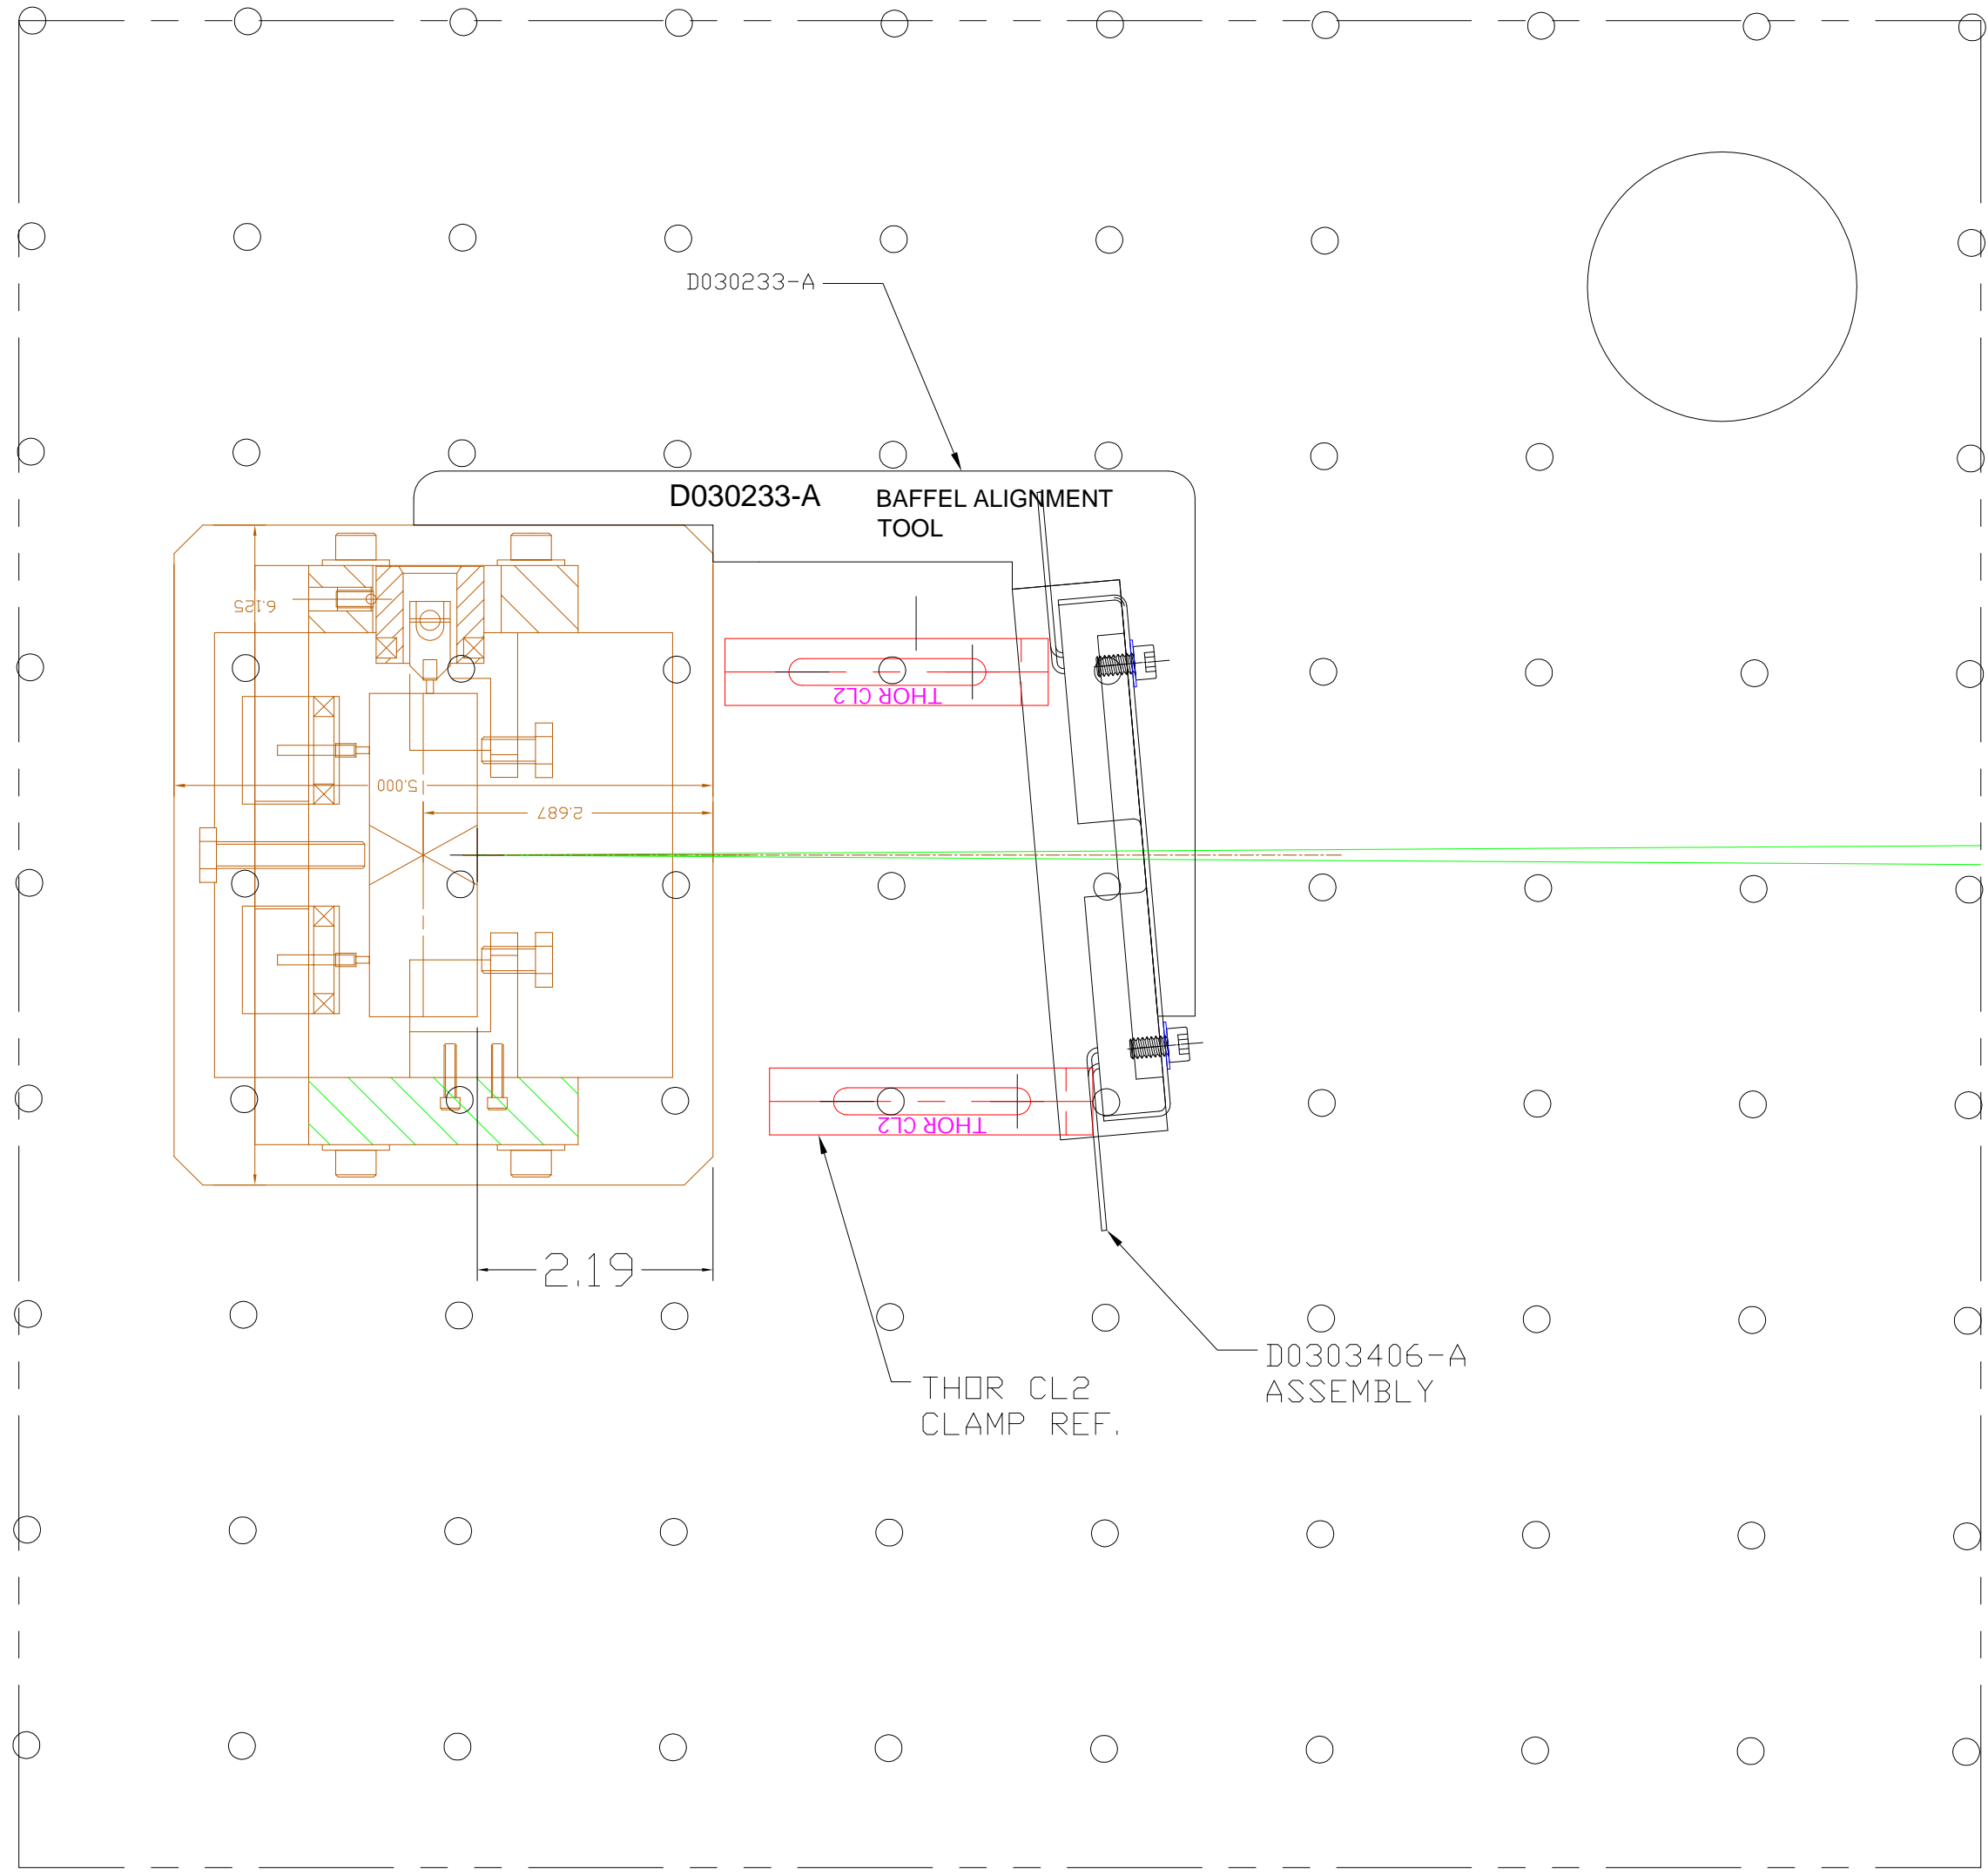 D030233-A
D030233-A
BAFFEL ALIGNMENT
TOOL
6.125
THOR CL2
5.000
2.687
THOR CL2
2.19
D0303406-A
ASSEMBLY
THOR CL2
CLAMP REF.